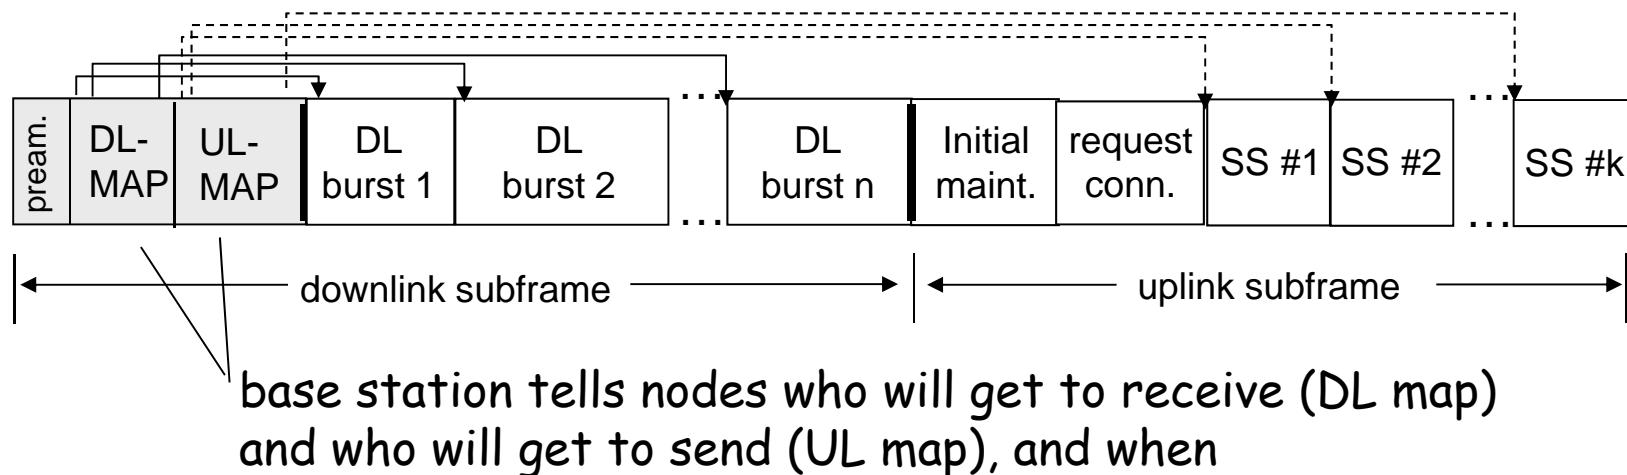 pream.
DL-
MAP
UL-
MAP
DL
burst 1
DL
burst 2
...
...
DL
burst n
Initial
maint.
request
conn.
SS #1
SS #2
...
...
SS #k
downlink subframe
uplink subframe
base station tells nodes who will get to receive (DL map)
and who will get to send (UL map), and when